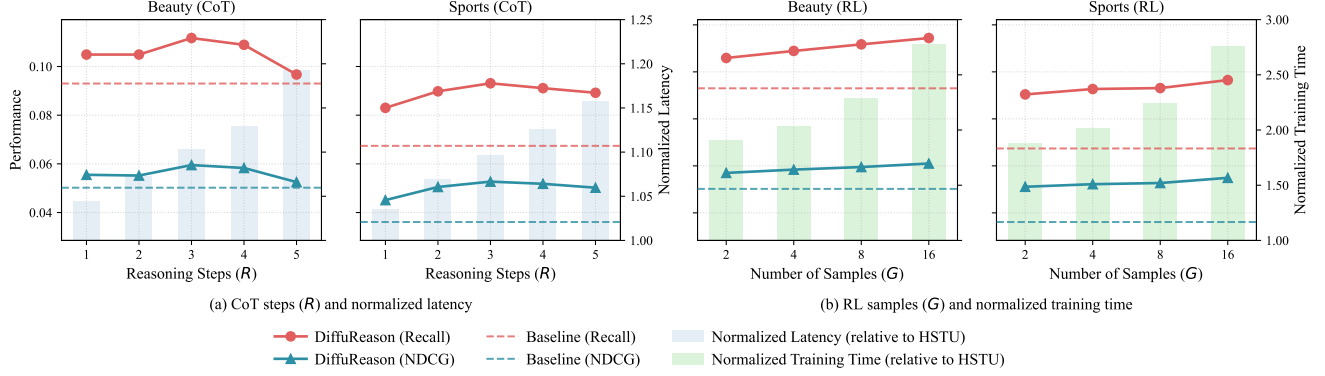 Beauty (CoT)
Sports (CoT)
Beauty (RL)
Sports (RL)
Performance
0.10
0.08
0.06
0.04
1 2 3 4 5
Reasoning Steps (R)
1 2 3 4 5
Reasoning Steps (R)
1.25
1.20
1.15
1.10
1.05
1.00
Normalized Latency
2 4 8 16
Number of Samples (G)
2 4 8 16
Number of Samples (G)
3.00
2.50
2.00
1.50
1.00
Normalized Training Time
(a) CoT steps (R) and normalized latency
(b) RL samples (G) and normalized training time
DiffuReason (Recall)
DiffuReason (NDCG)
Baseline (Recall)
Baseline (NDCG)
Normalized Latency (relative to HSTU)
Normalized Training Time (relative to HSTU)